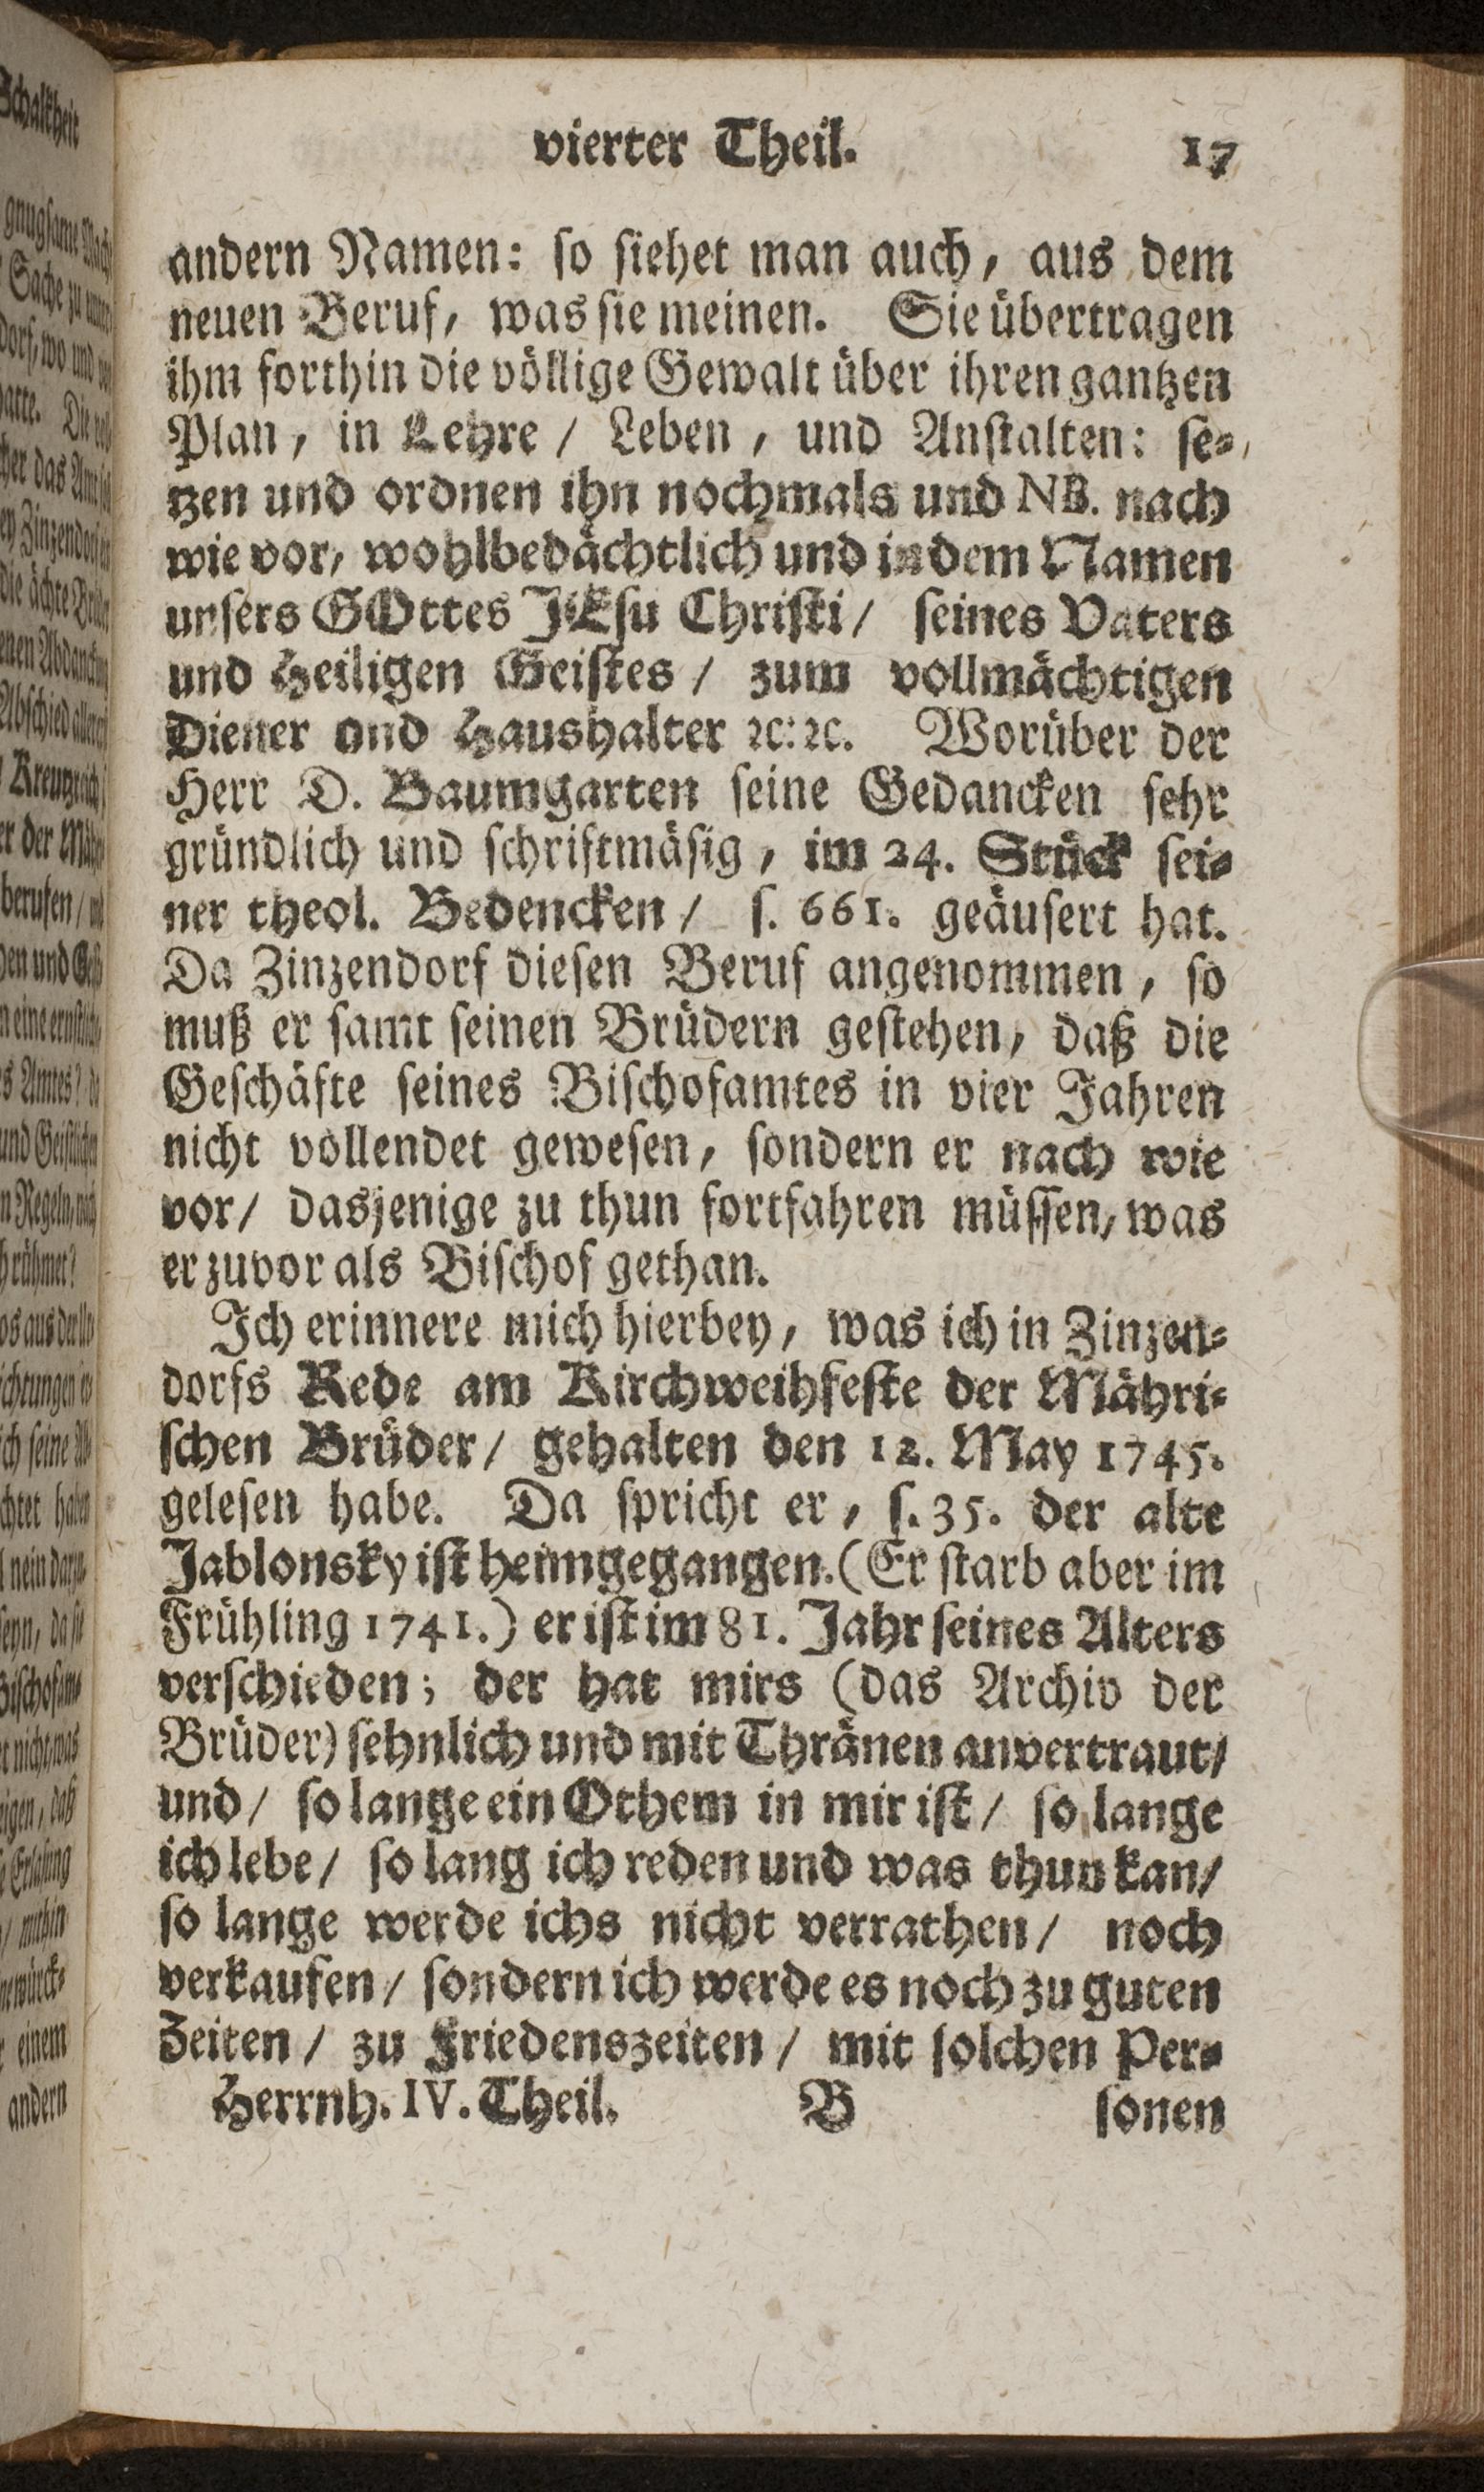 vierter Theil. 17
andern Namen: so siehet man auch, aus dem
neuen Beruf, was sie meinen. Sie übertragen
ihm forthin die völlige Gewalt über ihren gantzen
Plan, in Lehre / Leben, und Anstalten: se-
tzen und ordnen ihn nochmals und NB. nach
wie vor, wohlbedächtlich und in dem Namen
unsers GOttes JEsu Christi / seines Vaters
und Heiligen Geistes / zum vollmächtigen
Diener und Haushalter ꝛc. ꝛc. Worüber der
Herr D. Baumgarten seine Gedancken sehr
gründlich und schriftmäsig, im 24. Stück sei-
ner theol. Bedencken / s. 661. geäusert hat.
Da Zinzendorf diesen Beruf angenommen, so
muß er samt seinen Brüdern gestehen, daß die
Geschäfte seines Bischofamtes in vier Jahren
nicht vollendet gewesen, sondern er nach wie
vor / dasjenige zu thun fortfahren müssen, was
er zuvor als Bischof gethan.
Ich erinnere mich hierbey, was ich in Zinzen-
dorfs Rede am Kirchweihfeste der Mähri-
schen Brüder / gehalten den 12. May 1745.
gelesen habe. Da spricht er, s. 35. der alte
Jablonsky ist heimgegangen. (Er starb aber im
Frühling 1741.) er ist im 81. Jahr seines Alters
verschieden; der hat mirs (das Archiv der
Brüder) sehnlich und mit Thränen anvertraut /
und / so lange ein Othem in mir ist / so lange
ich lebe / so lang ich reden und was thun kan /
so lange werde ichs nicht verrathen / noch
verkaufen / sondern ich werde es noch zu guten
Zeiten / zu Friedenszeiten / mit solchen Per-
Herrnh. IV. Theil. B sonen